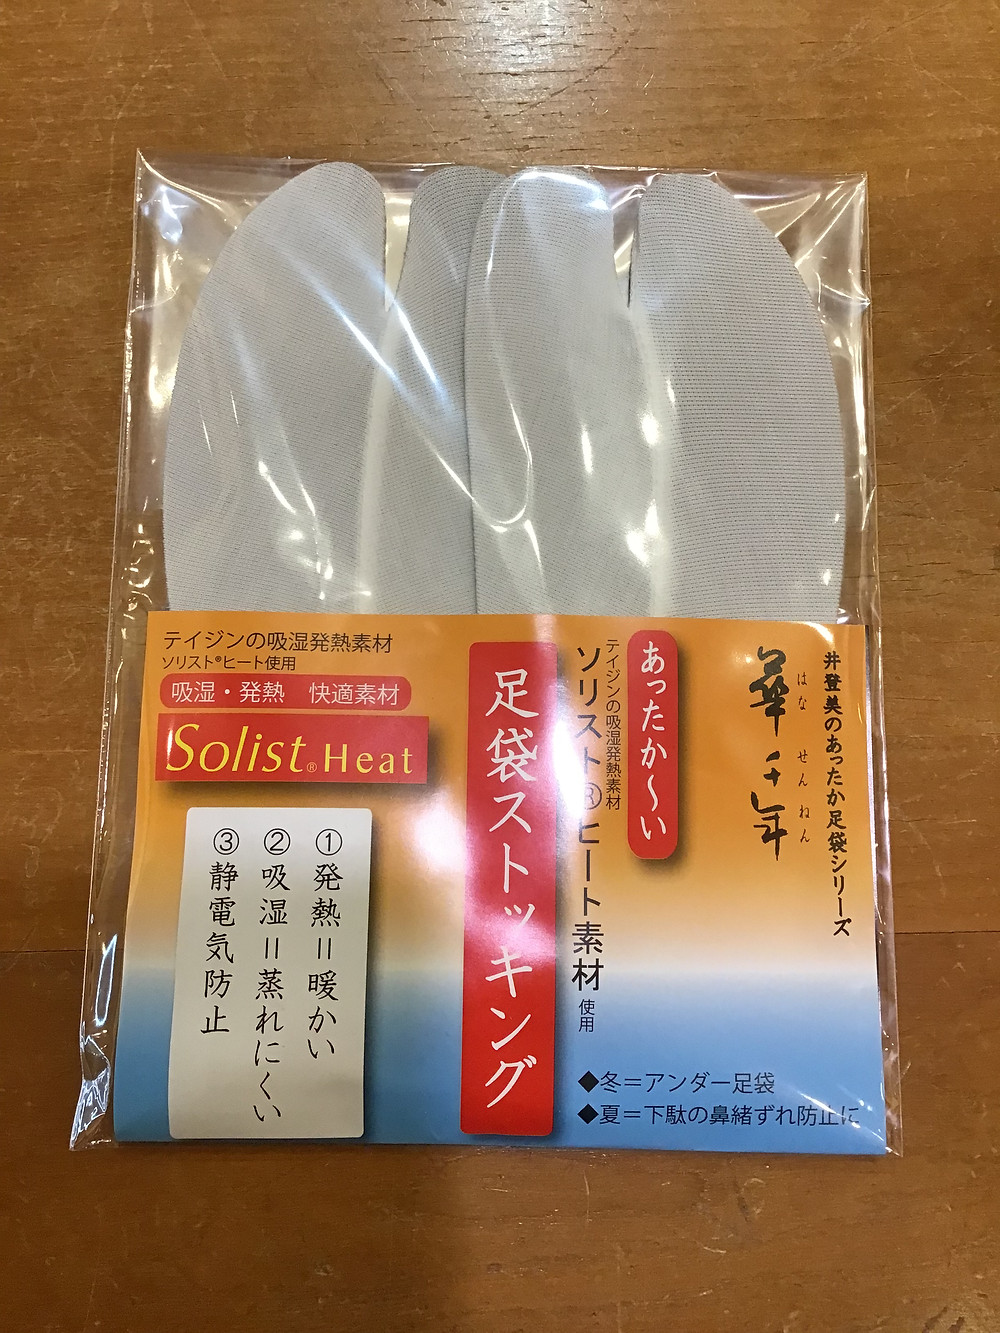 井登美のあったか足袋シリーズ
華千年
はな せんねん
あったか〜い
テイジンの吸湿発熱素材
ソリスト®ヒート素材使用
足袋ストッキング
◆冬=アンダー足袋
◆夏=下駄の鼻緒ずれ防止に
テイジンの吸湿発熱素材
ソリスト®ヒート使用
吸湿・発熱 快適素材
Solist® Heat
①発熱=暖かい
②吸湿=蒸れにくい
③静電気防止